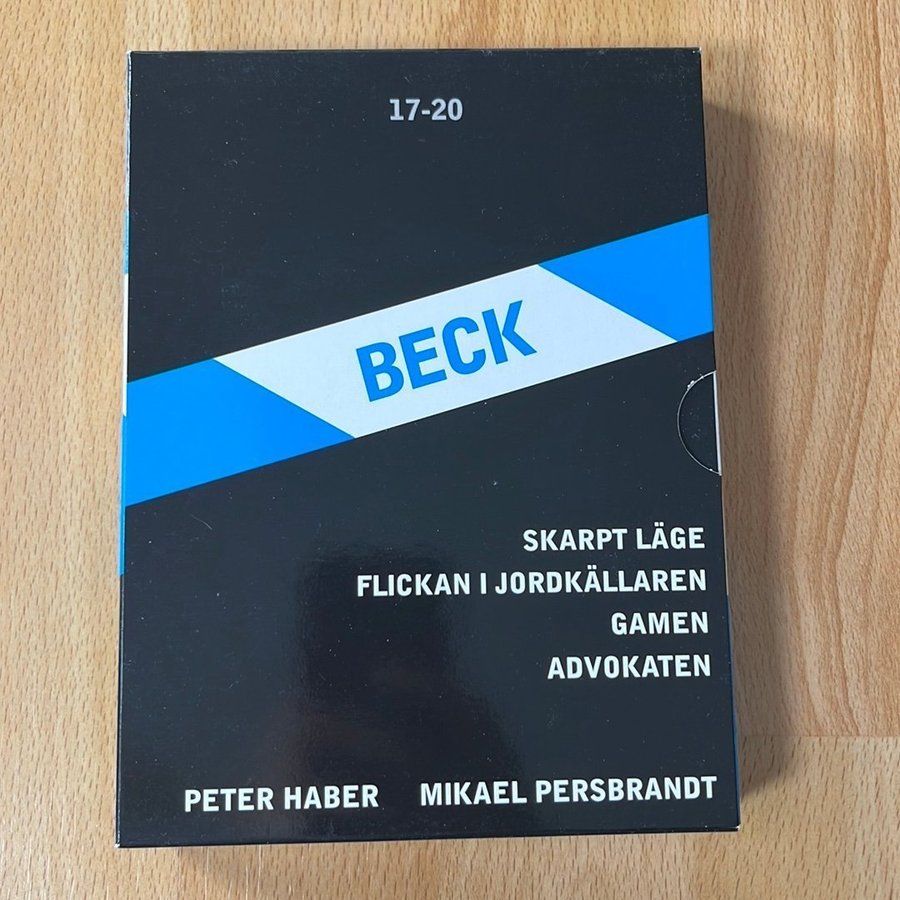 17-20
BECK
SKARPT LÄGE
FLICKAN I JORDKÄLLAREN
GAMEN
ADVOKATEN
PETER HABER MIKAEL PERSBRANDT